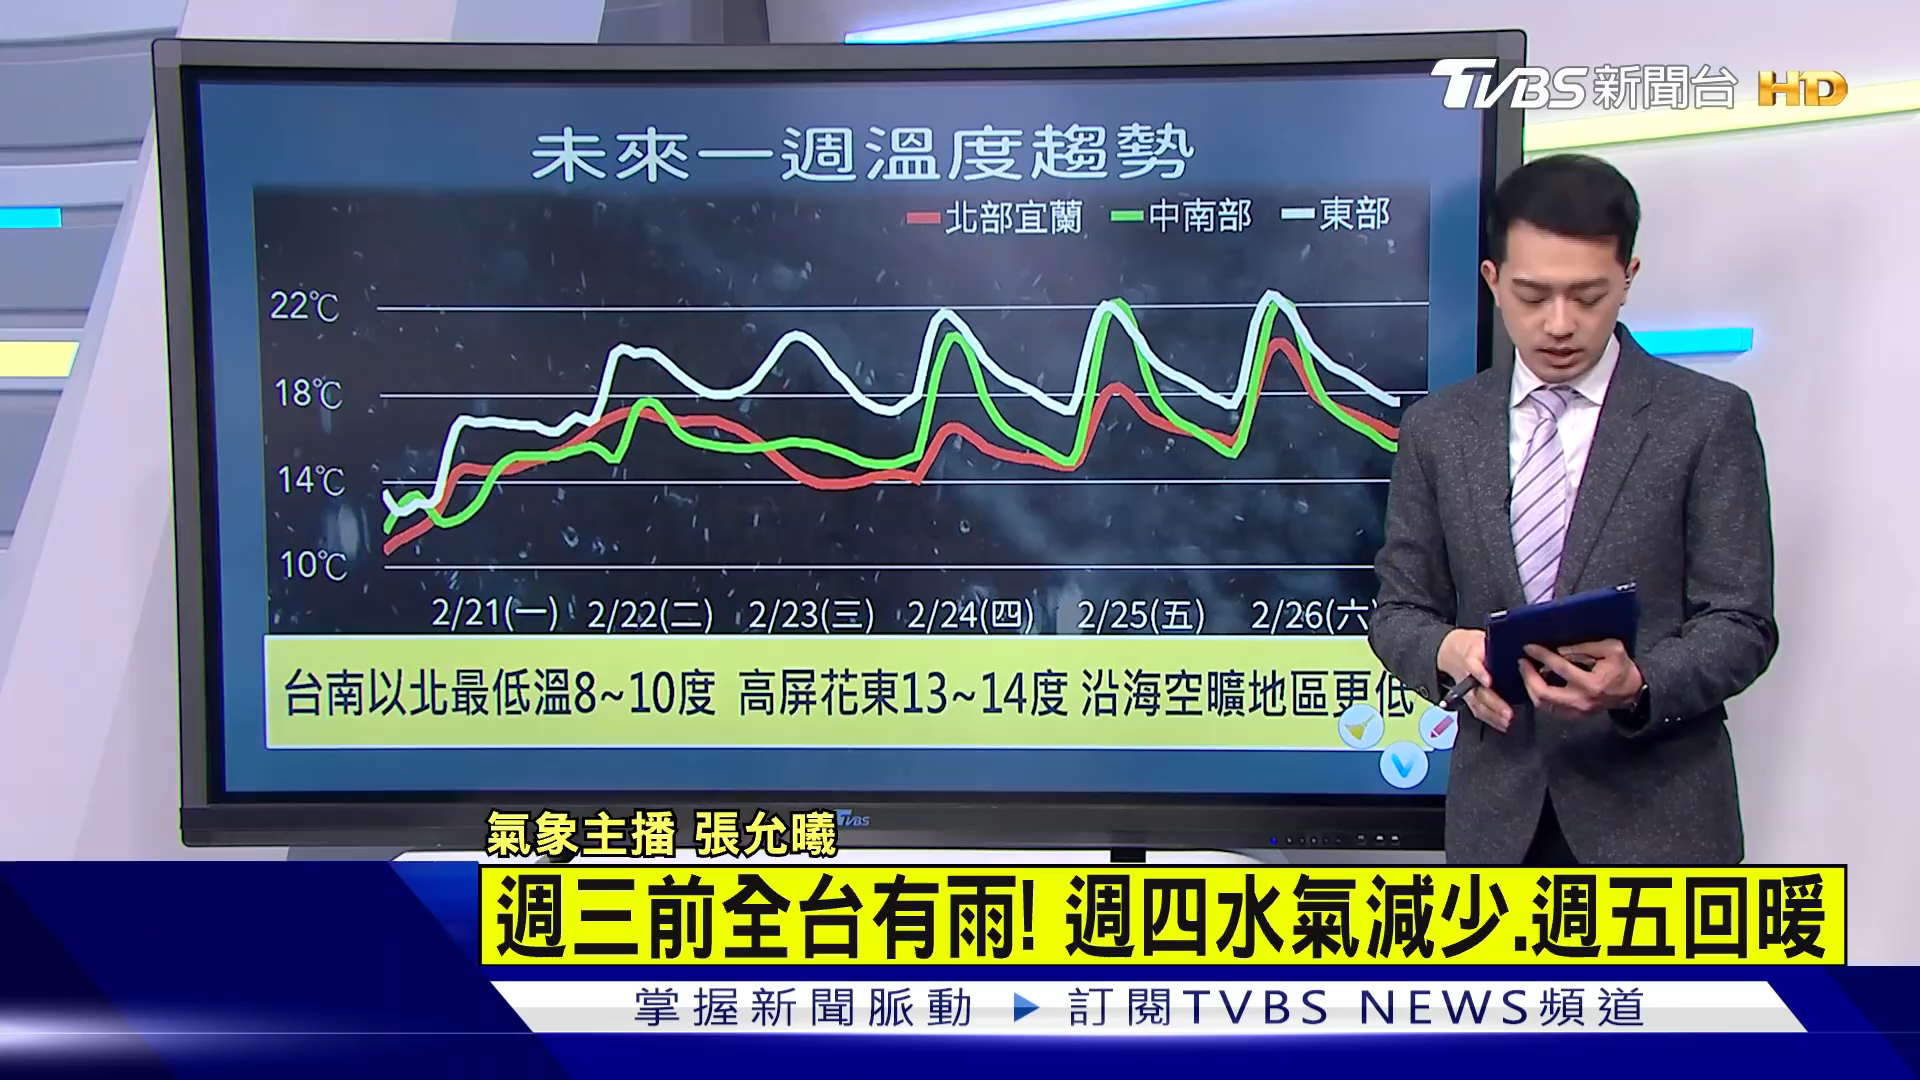 TVBS新聞台 HD
未來一週溫度趨勢
北部宜蘭 中南部 東部
22℃
18℃
14℃
10℃
2/21(一) 2/22(二) 2/23(三) 2/24(四) 2/25(五) 2/26(六)
台南以北最低溫8~10度 高屏花東13~14度 沿海空曠地區更低
TVBS
氣象主播 張允曦
週三前全台有雨! 週四水氣減少.週五回暖
掌握新聞脈動 ▶ 訂閱TVBS NEWS頻道